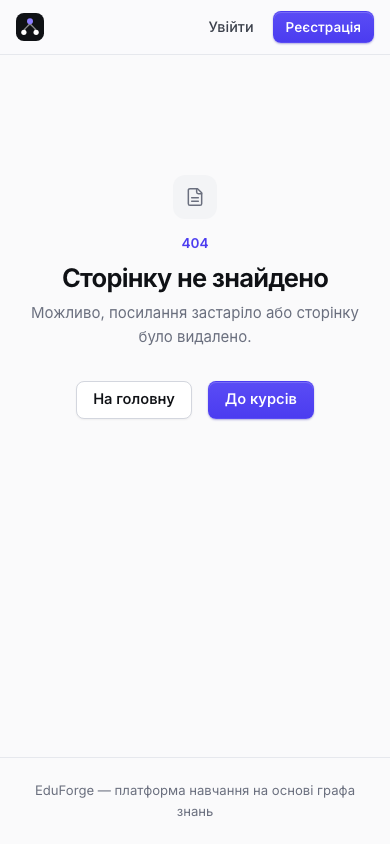 Увійти
Реєстрація
404
Сторінку не знайдено
Можливо, посилання застаріло або сторінку
було видалено.
На головну
До курсів
EduForge — платформа навчання на основі графа
знань